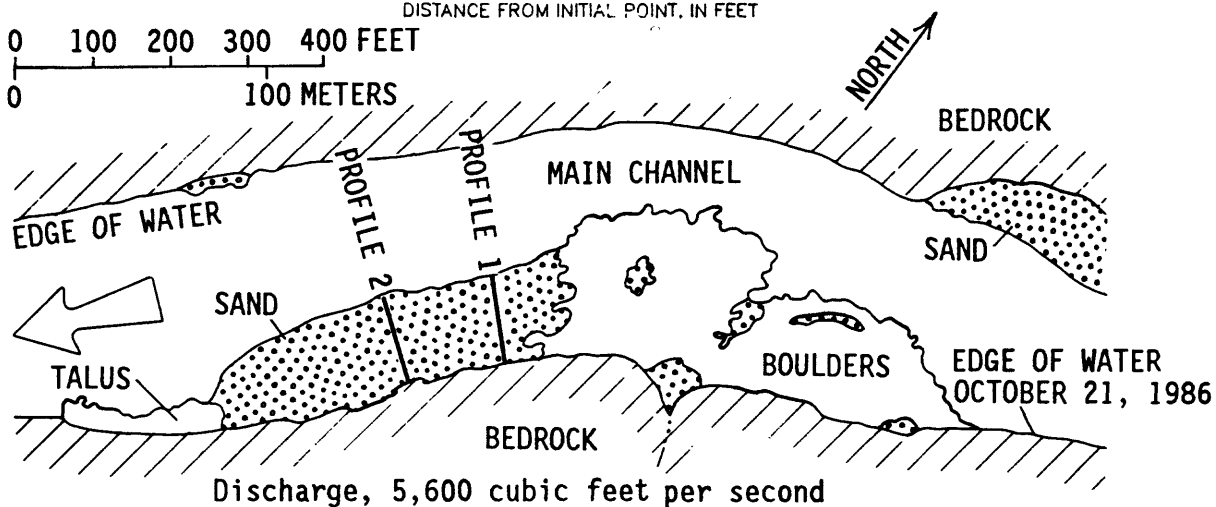 DISTANCE FROM INITIAL POINT, IN FEET
0 100 200 300 400 FEET
0 100 METERS
NORTH
BEDROCK
MAIN CHANNEL
PROFILE 1
PROFILE 2
EDGE OF WATER
SAND
SAND
TALUS
BOULDERS
EDGE OF WATER
OCTOBER 21, 1986
BEDROCK
Discharge, 5,600 cubic feet per second